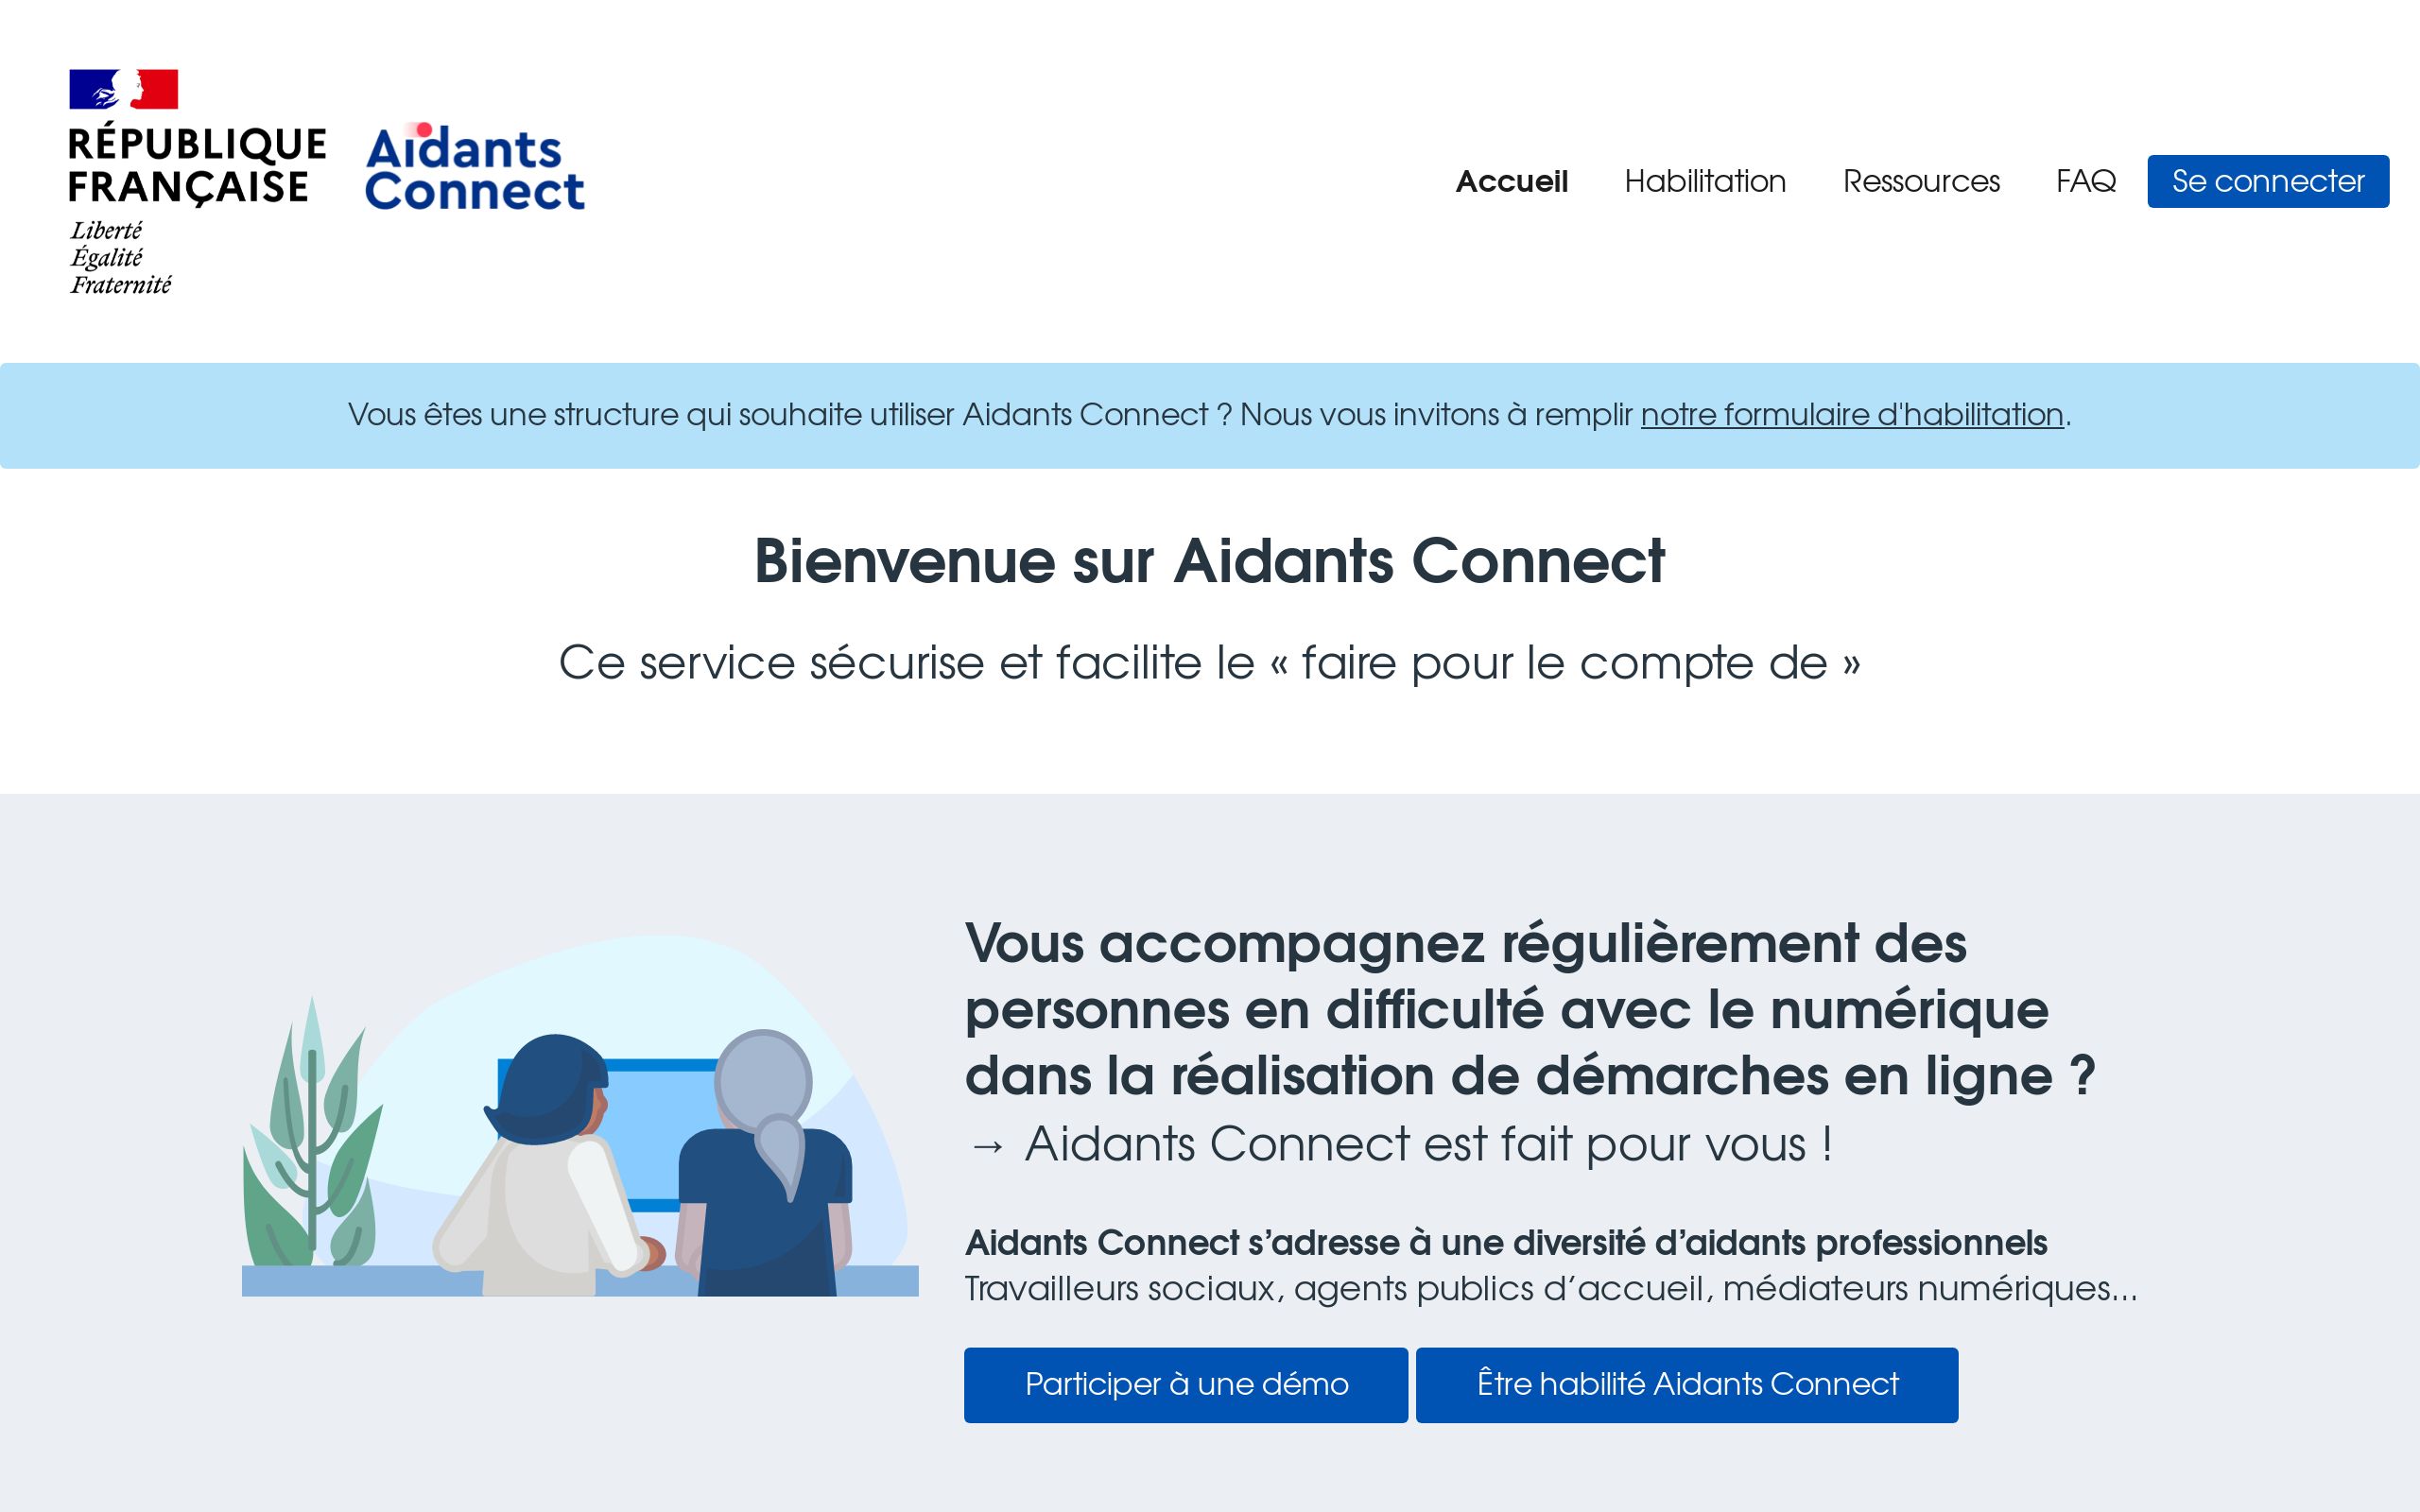 RÉPUBLIQUE
FRANÇAISE
Liberté
Égalité
Fraternité
Aidants
Connect
Accueil Habilitation Ressources FAQ Se connecter
Vous êtes une structure qui souhaite utiliser Aidants Connect ? Nous vous invitons à remplir notre formulaire d'habilitation.
Bienvenue sur Aidants Connect
Ce service sécurise et facilite le « faire pour le compte de »
Vous accompagnez régulièrement des
personnes en difficulté avec le numérique
dans la réalisation de démarches en ligne ?
→ Aidants Connect est fait pour vous !
Aidants Connect s’adresse à une diversité d’aidants professionnels
Travailleurs sociaux, agents publics d’accueil, médiateurs numériques...
Participer à une démo Être habilité Aidants Connect